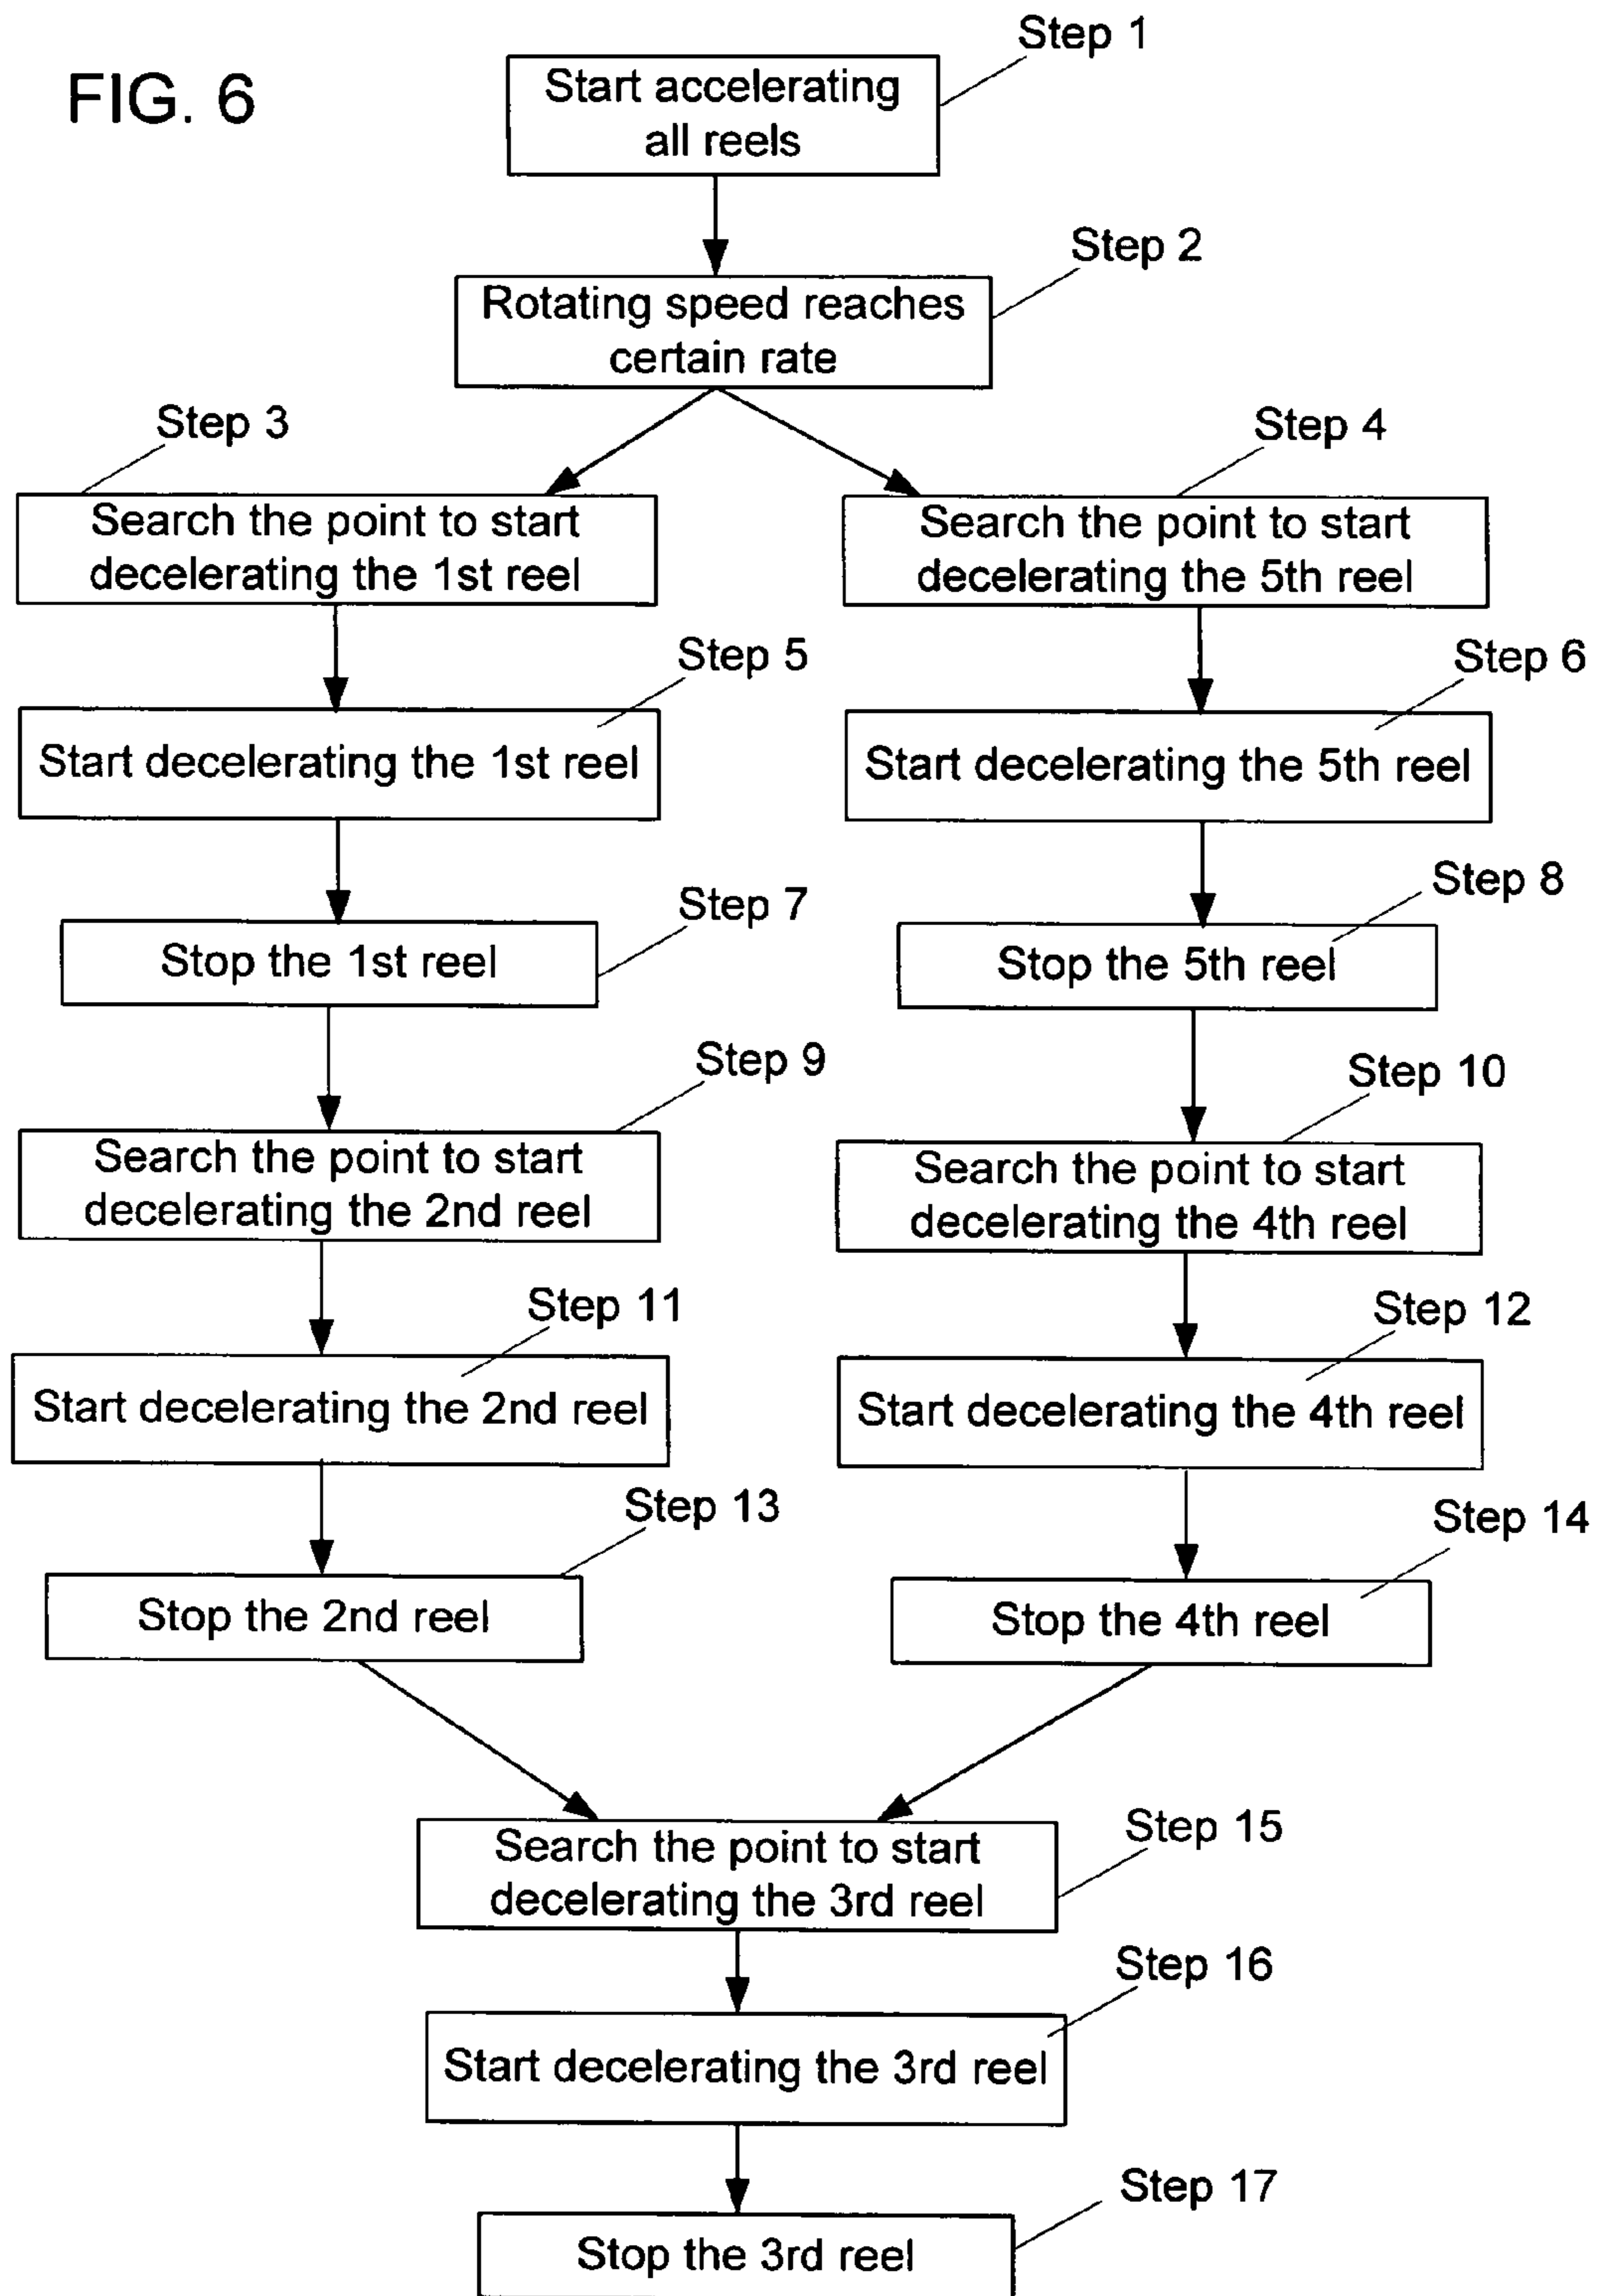 FIG. 6
Step 1
Start accelerating
all reels
Step 2
Rotating speed reaches
certain rate
Step 3
Step 4
Search the point to start
decelerating the 1st reel
Search the point to start
decelerating the 5th reel
Step 5
Step 6
Start decelerating the 1st reel
Start decelerating the 5th reel
Step 7
Step 8
Stop the 1st reel
Stop the 5th reel
Step 9
Step 10
Search the point to start
decelerating the 2nd reel
Search the point to start
decelerating the 4th reel
Step 11
Step 12
Start decelerating the 2nd reel
Start decelerating the 4th reel
Step 13
Step 14
Stop the 2nd reel
Stop the 4th reel
Step 15
Search the point to start
decelerating the 3rd reel
Step 16
Start decelerating the 3rd reel
Step 17
Stop the 3rd reel